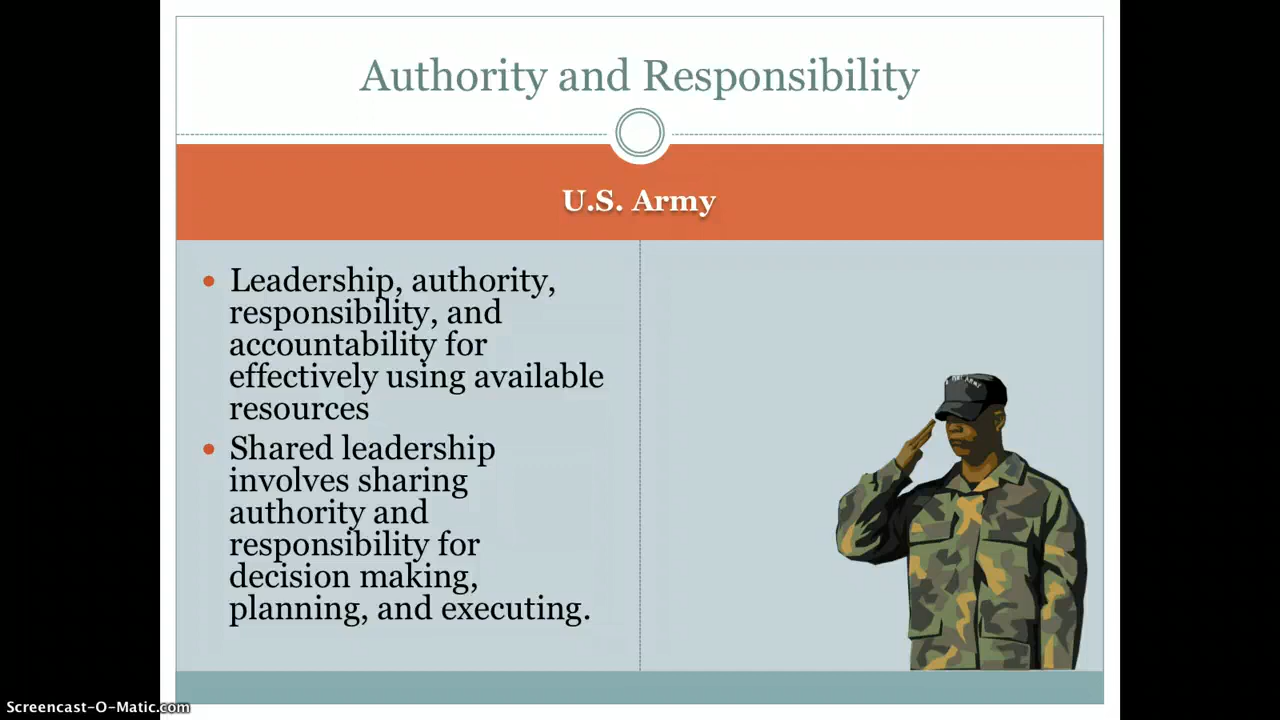 Authority and Responsibility
U.S. Army
Leadership, authority,
responsibility, and
accountability for
effectively using available
resources
Shared leadership
involves sharing
authority and
responsibility for
decision making,
planning, and executing.
Screencast-O-Matic.com